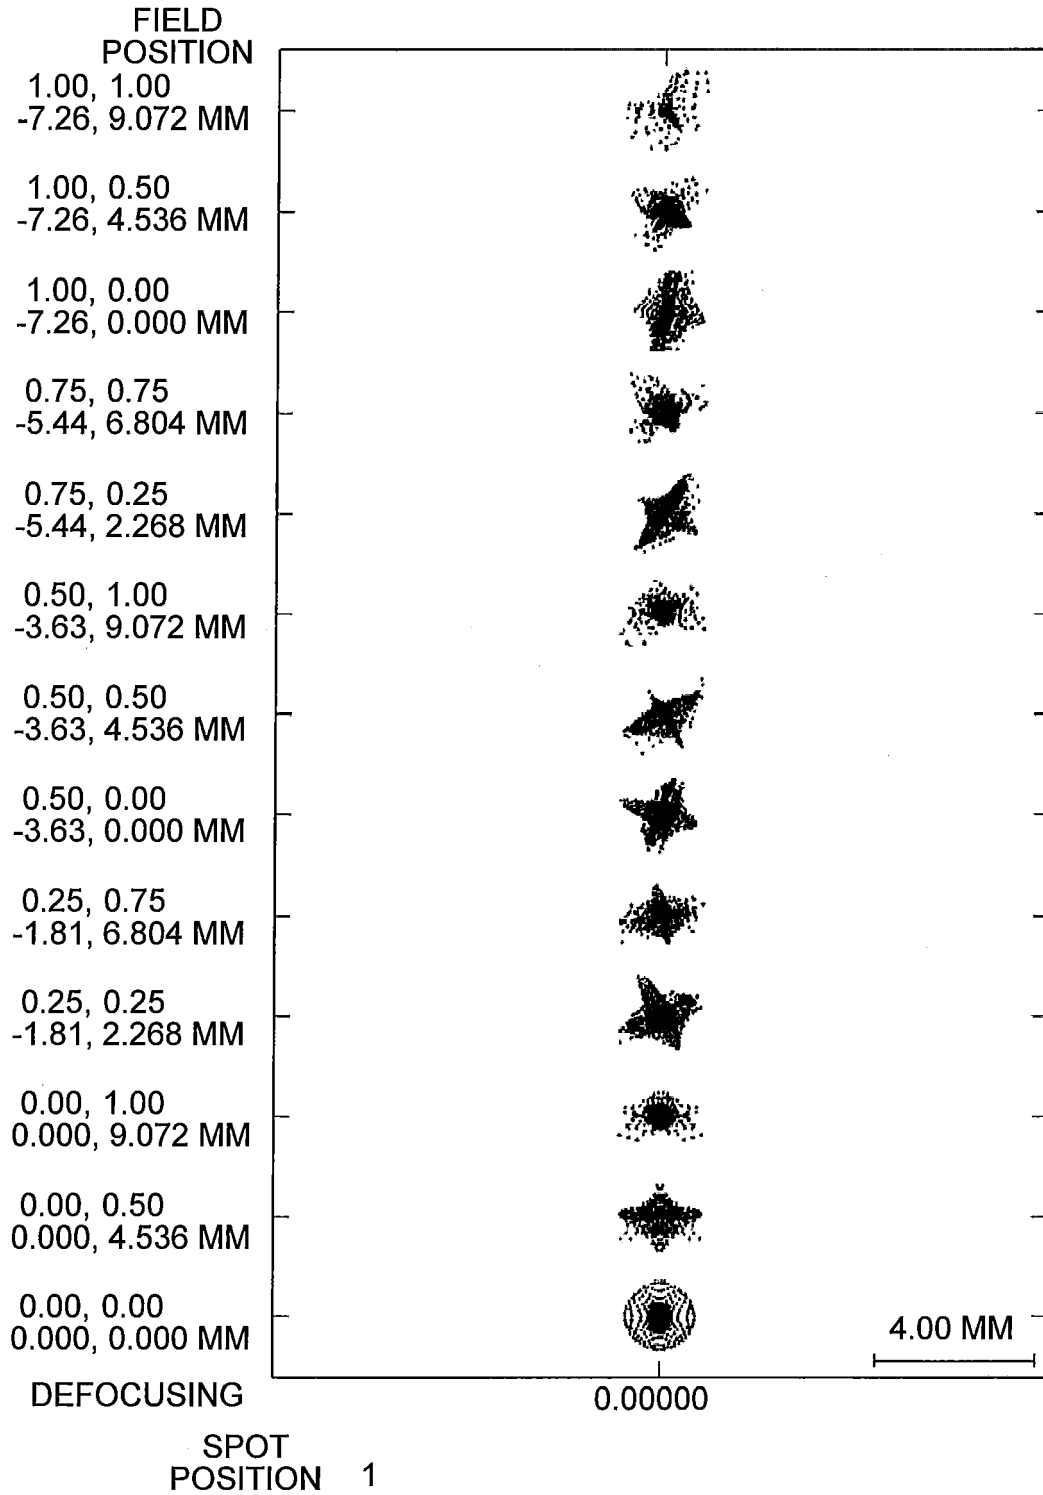 FIELD
POSITION
1.00, 1.00
-7.26, 9.072 MM
1.00, 0.50
-7.26, 4.536 MM
1.00, 0.00
-7.26, 0.000 MM
0.75, 0.75
-5.44, 6.804 MM
0.75, 0.25
-5.44, 2.268 MM
0.50, 1.00
-3.63, 9.072 MM
0.50, 0.50
-3.63, 4.536 MM
0.50, 0.00
-3.63, 0.000 MM
0.25, 0.75
-1.81, 6.804 MM
0.25, 0.25
-1.81, 2.268 MM
0.00, 1.00
0.000, 9.072 MM
0.00, 0.50
0.000, 4.536 MM
0.00, 0.00
0.000, 0.000 MM
4.00 MM
DEFOCUSING 0.00000
SPOT
POSITION 1